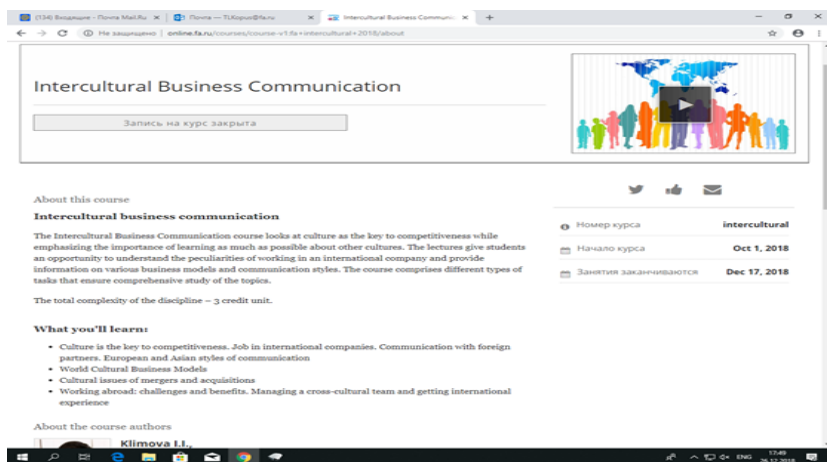 (134) Входящие - Почта Mail.Ru
Почта — TLKopus@fa.ru
Intercultural Business Communic
Не защищено | online.fa.ru/courses/course-v1:fa+intercultural+2018/about
Intercultural Business Communication
Запись на курс закрыта
About this course
Intercultural business communication
The Intercultural Business Communication course looks at culture as the key to competitiveness while
emphasizing the importance of learning as much as possible about other cultures. The lectures give students
an opportunity to understand the peculiarities of working in an international company and provide
information on various business models and communication styles. The course comprises different types of
tasks that ensure comprehensive study of the topics.
The total complexity of the discipline – 3 credit unit.
What you'll learn:
• Culture is the key to competitiveness. Job in international companies. Communication with foreign
partners. European and Asian styles of communication
• World Cultural Business Models
• Cultural issues of mergers and acquisitions
• Working abroad: challenges and benefits. Managing a cross-cultural team and getting international
experience
About the course authors
Klimova I.I.,
Номер курса intercultural
Начало курса Oct 1, 2018
Занятия заканчиваются Dec 17, 2018
ENG
17:49
26.12.2018